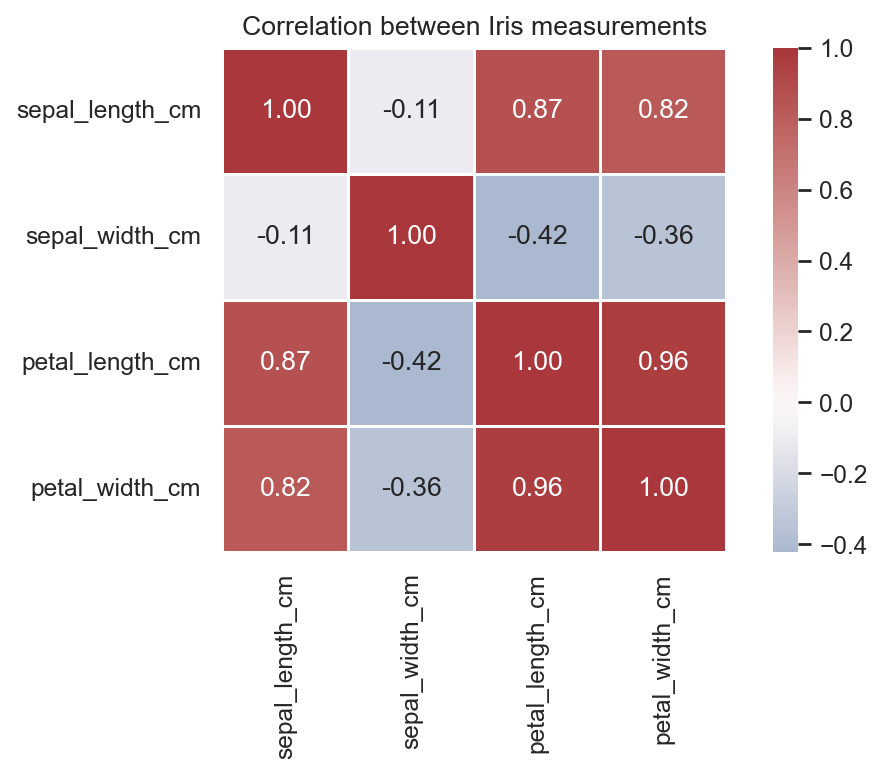 Correlation between Iris measurements
sepal_length_cm 1.00 -0.11 0.87 0.82
sepal_width_cm -0.11 1.00 -0.42 -0.36
petal_length_cm 0.87 -0.42 1.00 0.96
petal_width_cm 0.82 -0.36 0.96 1.00
sepal_length_cm sepal_width_cm petal_length_cm petal_width_cm
1.0
0.8
0.6
0.4
0.2
0.0
−0.2
−0.4